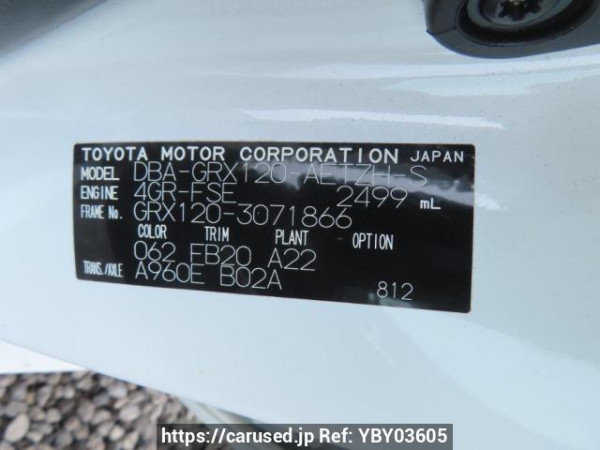 TOYOTA MOTOR CORPORATION JAPAN
MODEL DBA-GRX120-AETZH-S
ENGINE 4GR-FSE 2499 mL
FRAME NO. GRX120-3071866
COLOR TRIM PLANT OPTION
062 FB20 A22
TRANS./AXLE A960E B02A
812
https://carused.jp Ref: YBY03605